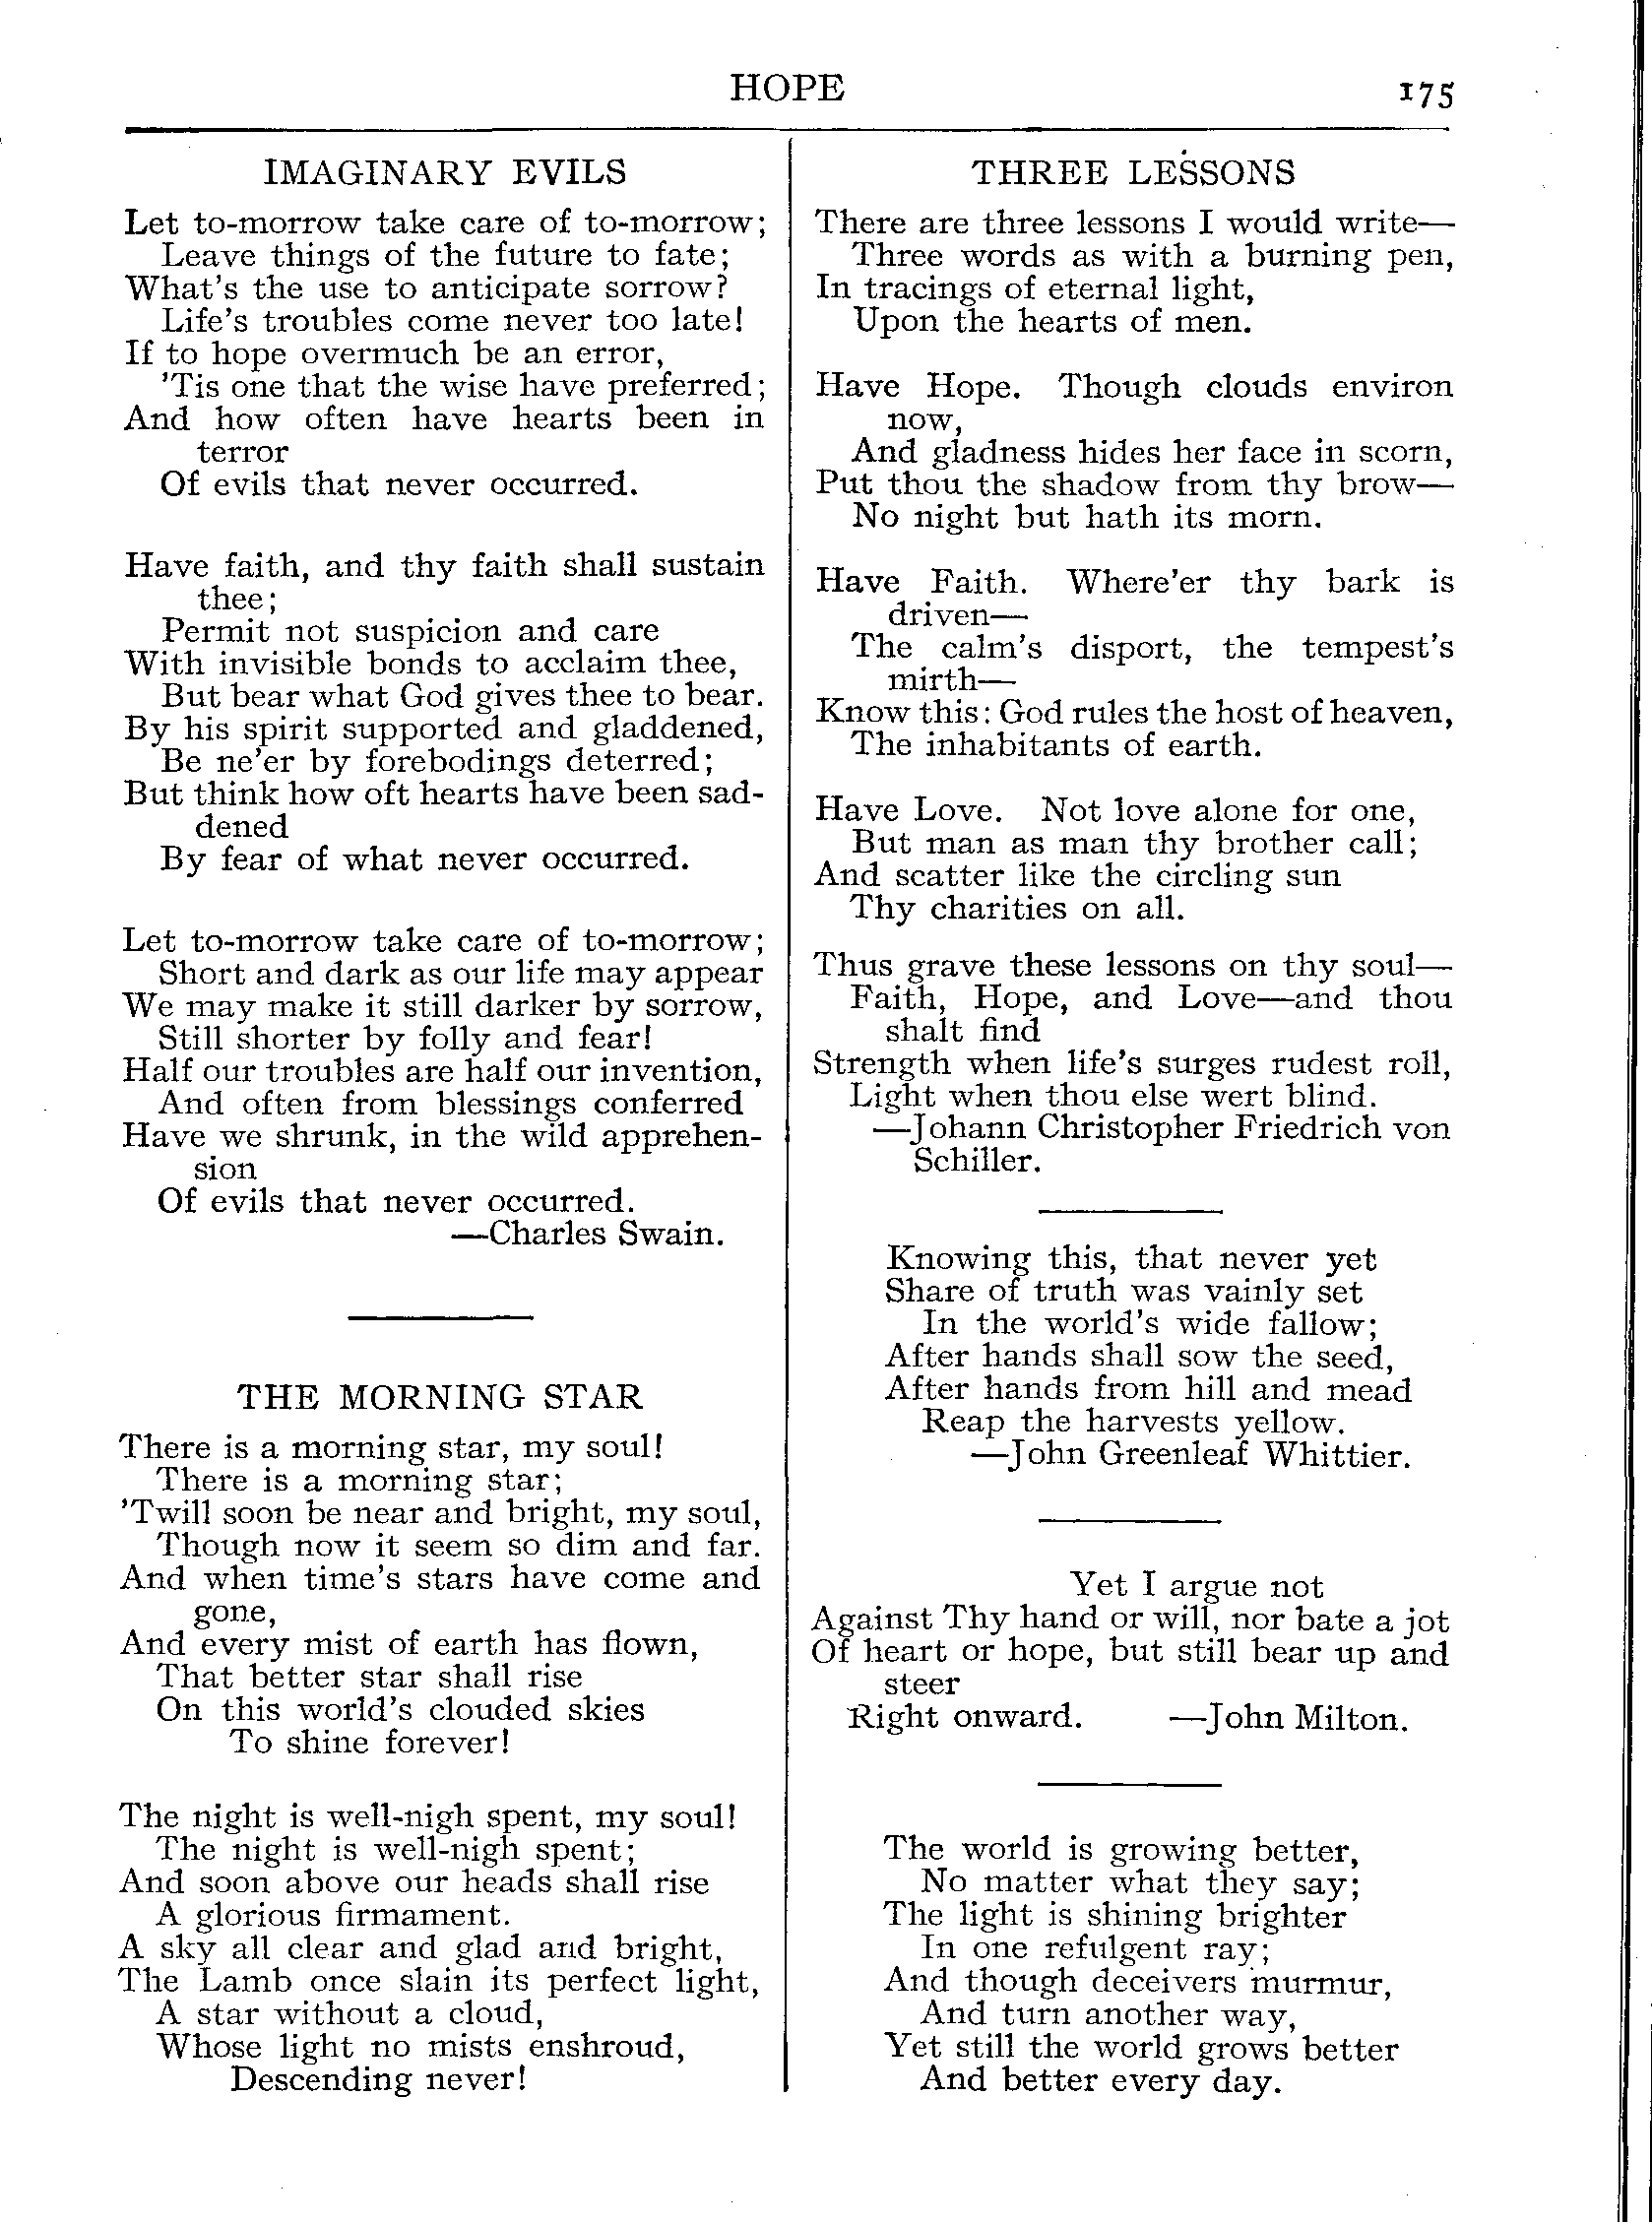 HOPE
175
IMAGINARY EVILS
Let to-morrow take care of to-morrow;
Leave things of the future to fate;
What's the use to anticipate sorrow?
Life's troubles come never too late!
If to hope overmuch be an error,
'Tis one that the wise have preferred;
And how often have hearts been in
terror
Of evils that never occurred.
Have faith, and thy faith shall sustain
thee;
Permit not suspicion and care
With invisible bonds to acclaim thee,
But bear what God gives thee to bear.
By his spirit supported and gladdened,
Be ne'er by forebodings deterred;
But think how oft hearts have been sad-
dened
By fear of what never occurred.
Let to-morrow take care of to-morrow;
Short and dark as our life may appear
We may make it still darker by sorrow,
Still shorter by folly and fear!
Half our troubles are half our invention,
And often from blessings conferred
Have we shrunk, in the wild apprehen-
sion
Of evils that never occurred.
—Charles Swain.
THE MORNING STAR
There is a morning star, my soul!
There is a morning star;
'Twill soon be near and bright, my soul,
Though now it seem so dim and far.
And when time's stars have come and
gone,
And every mist of earth has flown,
That better star shall rise
On this world's clouded skies
To shine forever!
The night is well-nigh spent, my soul!
The night is well-nigh spent;
And soon above our heads shall rise
A glorious firmament.
A sky all clear and glad and bright,
The Lamb once slain its perfect light,
A star without a cloud,
Whose light no mists enshroud,
Descending never!
THREE LESSONS
There are three lessons I would write—
Three words as with a burning pen,
In tracings of eternal light,
Upon the hearts of men.
Have Hope. Though clouds environ
now,
And gladness hides her face in scorn,
Put thou the shadow from thy brow—
No night but hath its morn.
Have Faith. Where'er thy bark is
driven—
The calm's disport, the tempest's
mirth—
Know this: God rules the host of heaven,
The inhabitants of earth.
Have Love. Not love alone for one,
But man as man thy brother call;
And scatter like the circling sun
Thy charities on all.
Thus grave these lessons on thy soul—
Faith, Hope, and Love—and thou
shalt find
Strength when life's surges rudest roll,
Light when thou else wert blind.
—Johann Christopher Friedrich von
Schiller.
Knowing this, that never yet
Share of truth was vainly set
In the world's wide fallow;
After hands shall sow the seed,
After hands from hill and mead
Reap the harvests yellow.
—John Greenleaf Whittier.
Yet I argue not
Against Thy hand or will, nor bate a jot
Of heart or hope, but still bear up and
steer
Right onward. —John Milton.
The world is growing better,
No matter what they say;
The light is shining brighter
In one refulgent ray;
And though deceivers murmur,
And turn another way,
Yet still the world grows better
And better every day.